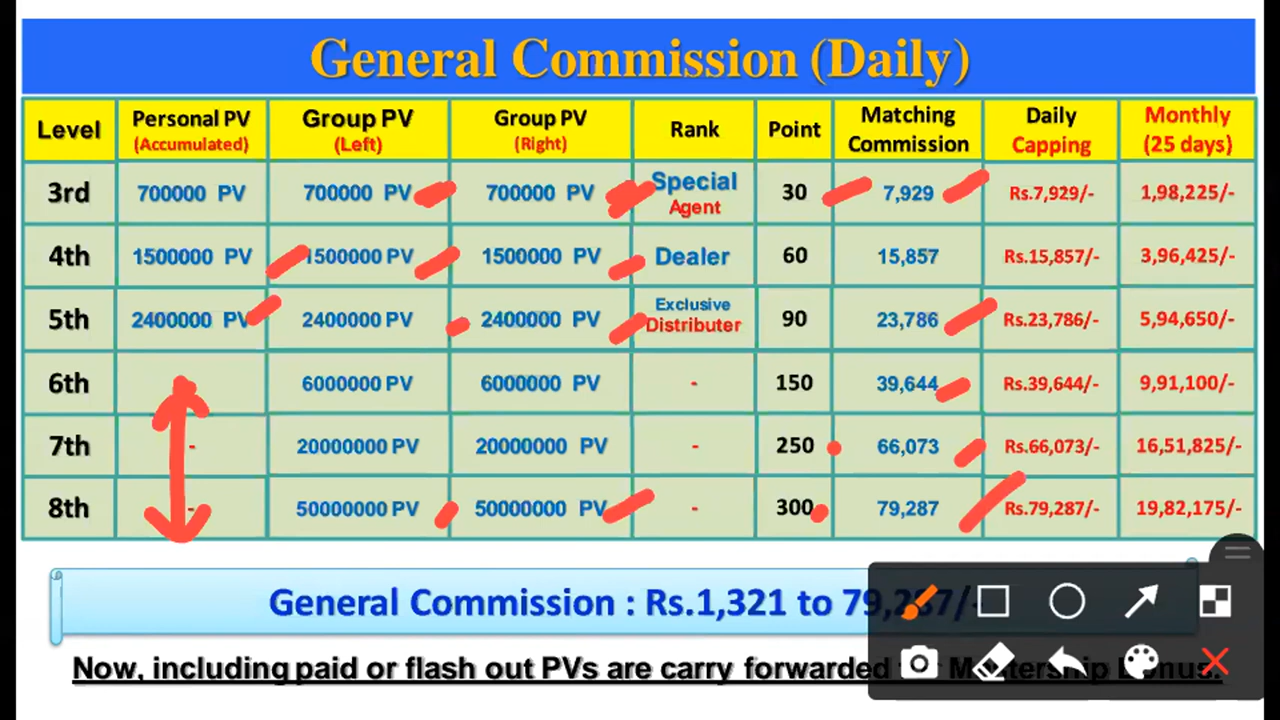 General Commission (Daily)
Level Personal PV (Accumulated) Group PV (Left) Group PV (Right) Rank Point Matching Commission Daily Capping Monthly (25 days)
3rd 700000 PV 700000 PV 700000 PV Special Agent 30 7,929 Rs.7,929/- 1,98,225/-
4th 1500000 PV 1500000 PV 1500000 PV Dealer 60 15,857 Rs.15,857/- 3,96,425/-
5th 2400000 PV 2400000 PV 2400000 PV Exclusive Distributer 90 23,786 Rs.23,786/- 5,94,650/-
6th 6000000 PV 6000000 PV - 150 39,644 Rs.39,644/- 9,91,100/-
7th - 20000000 PV 20000000 PV - 250 66,073 Rs.66,073/- 16,51,825/-
8th - 50000000 PV 50000000 PV - 300 79,287 Rs.79,287/- 19,82,175/-
General Commission : Rs.1,321 to 79,287/-
Now, including paid or flash out PVs are carry forwarded Bonus.